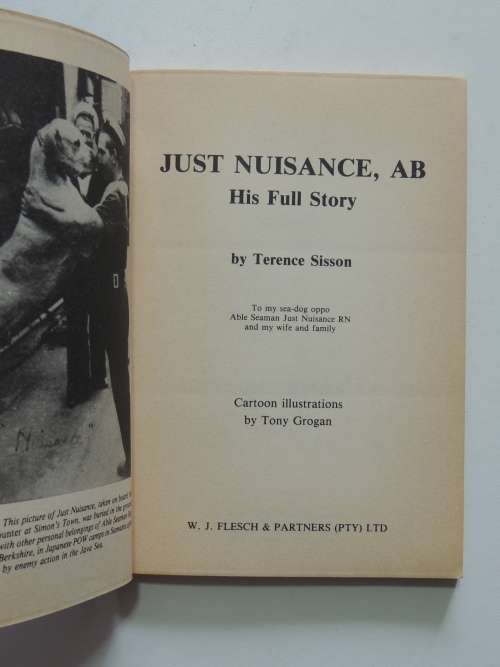 This picture of Just Nuisance, taken on board
at Simon's Town, was buried in the
with other personal belongings of Able Seaman
Berkshire, in Japanese POW camps in Sumatra
by enemy action in the Java Sea.
JUST NUISANCE, AB
His Full Story
by Terence Sisson
To my sea-dog oppo
Able Seaman Just Nuisance RN
and my wife and family
Cartoon illustrations
by Tony Grogan
W. J. FLESCH & PARTNERS (PTY) LTD